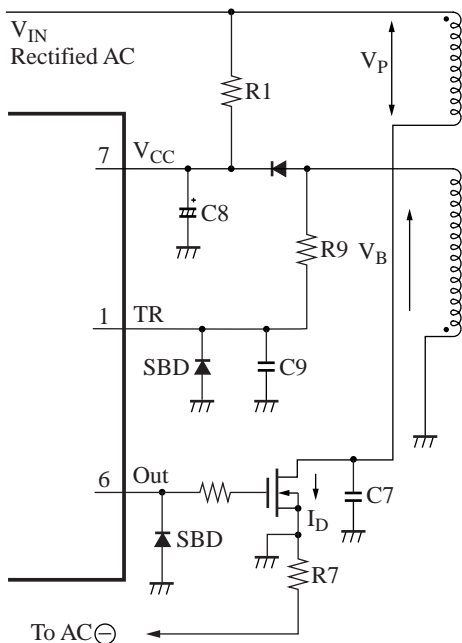 V_IN
Rectified AC
R1
V_P
7
V_CC
C8
R9
V_B
1
TR
SBD
C9
6
Out
SBD
I_D
C7
R7
To AC⊖